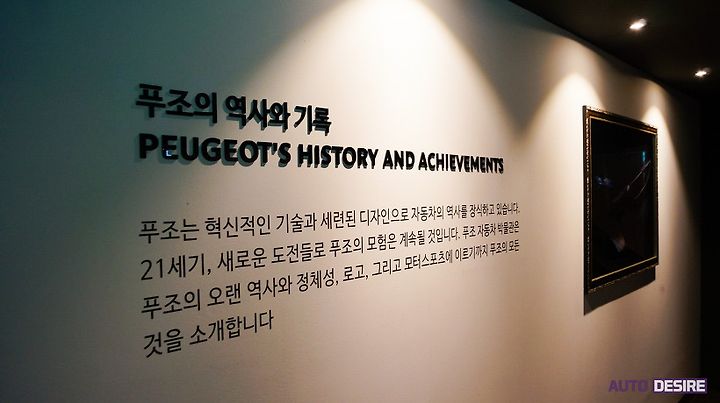 푸조의 역사와 기록
PEUGEOT'S HISTORY AND ACHIEVEMENTS
푸조는 혁신적인 기술과 세련된 디자인으로 자동차의 역사를 장식하고 있습니다.
21세기, 새로운 도전들로 푸조의 모험은 계속될 것입니다. 푸조 자동차 박물관은
푸조의 오랜 역사와 정체성, 로고, 그리고 모터스포츠에 이르기까지 푸조의 모든
것을 소개합니다
AUTO DESIRE